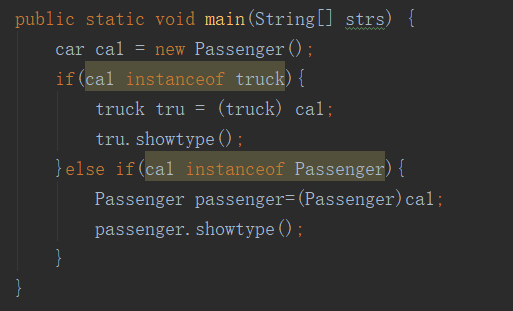 public static void main(String[] strs) {
car cal = new Passenger();
if(cal instanceof truck){
truck tru = (truck) cal;
tru.showtype();
}else if(cal instanceof Passenger){
Passenger passenger=(Passenger)cal;
passenger.showtype();
}
}